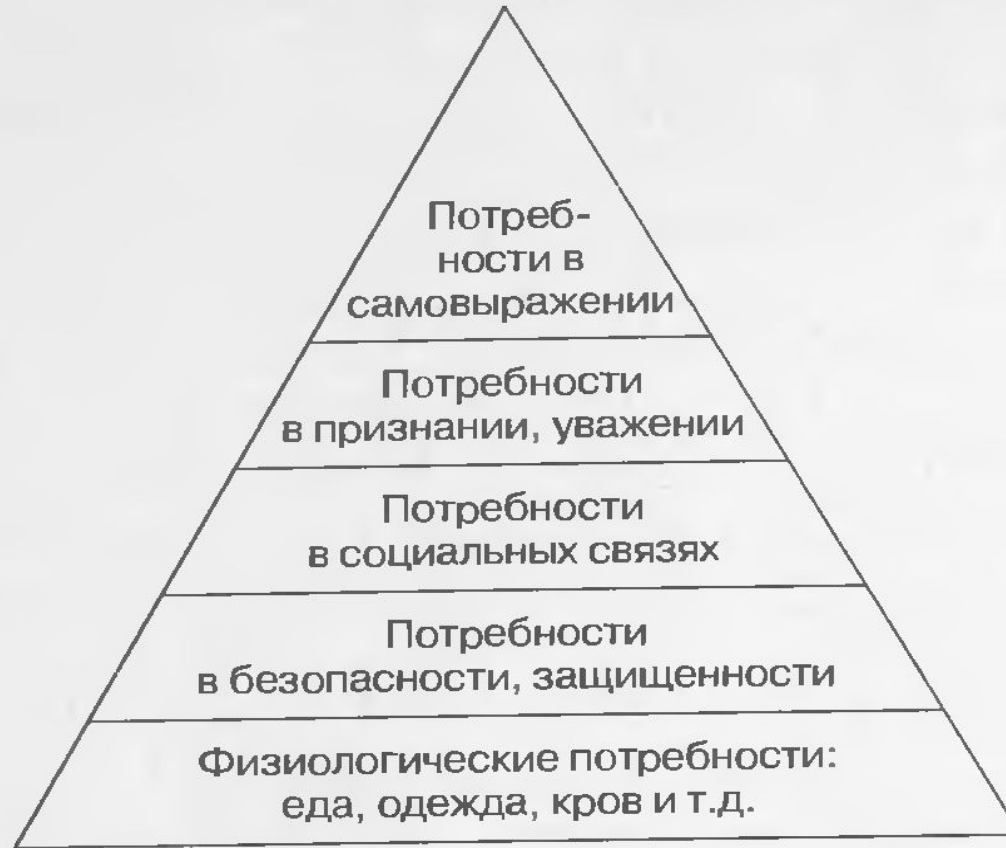 Потреб-
ности в
самовыражении
Потребности
в признании, уважении
Потребности
в социальных связях
Потребности
в безопасности, защищенности
Физиологические потребности:
еда, одежда, кров и т.д.